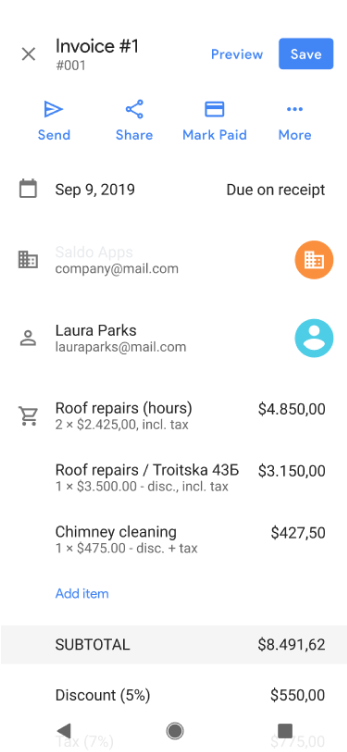 Invoice #1
#001
Preview
Save
Send
Share
Mark Paid
More
Sep 9, 2019
Due on receipt
Saldo Apps
company@mail.com
Laura Parks
lauraparks@mail.com
Roof repairs (hours)
$4.850,00
2 × $2.425,00, incl. tax
Roof repairs / Troitska 43Б
$3.150,00
1 × $3.500.00 - disc., incl. tax
Chimney cleaning
$427,50
1 × $475.00 - disc. + tax
Add item
SUBTOTAL
$8.491,62
Discount (5%)
$550,00
Tax (7%)
$775,00